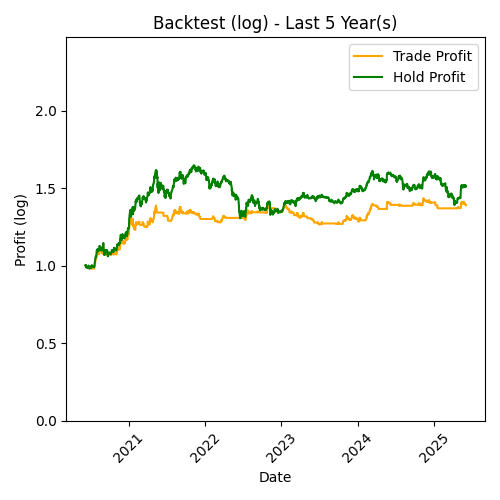 Backtest (log) - Last 5 Year(s)
Trade Profit
Hold Profit
Profit (log)
2.0
1.5
1.0
0.5
0.0
2021
2022
2023
2024
2025
Date